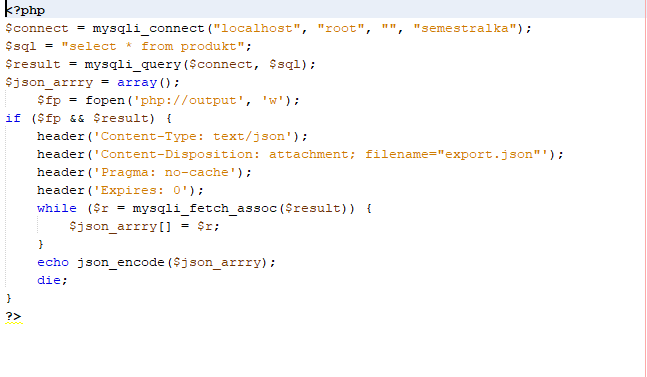 <?php
$connect = mysqli_connect("localhost", "root", "", "semestralka");
$sql = "select * from produkt";
$result = mysqli_query($connect, $sql);
$json_arrry = array();
    $fp = fopen('php://output', 'w');
if ($fp && $result) {
    header('Content-Type: text/json');
    header('Content-Disposition: attachment; filename="export.json"');
    header('Pragma: no-cache');
    header('Expires: 0');
    while ($r = mysqli_fetch_assoc($result)) {
        $json_arrry[] = $r;
    }
    echo json_encode($json_arrry);
    die;
}
?>